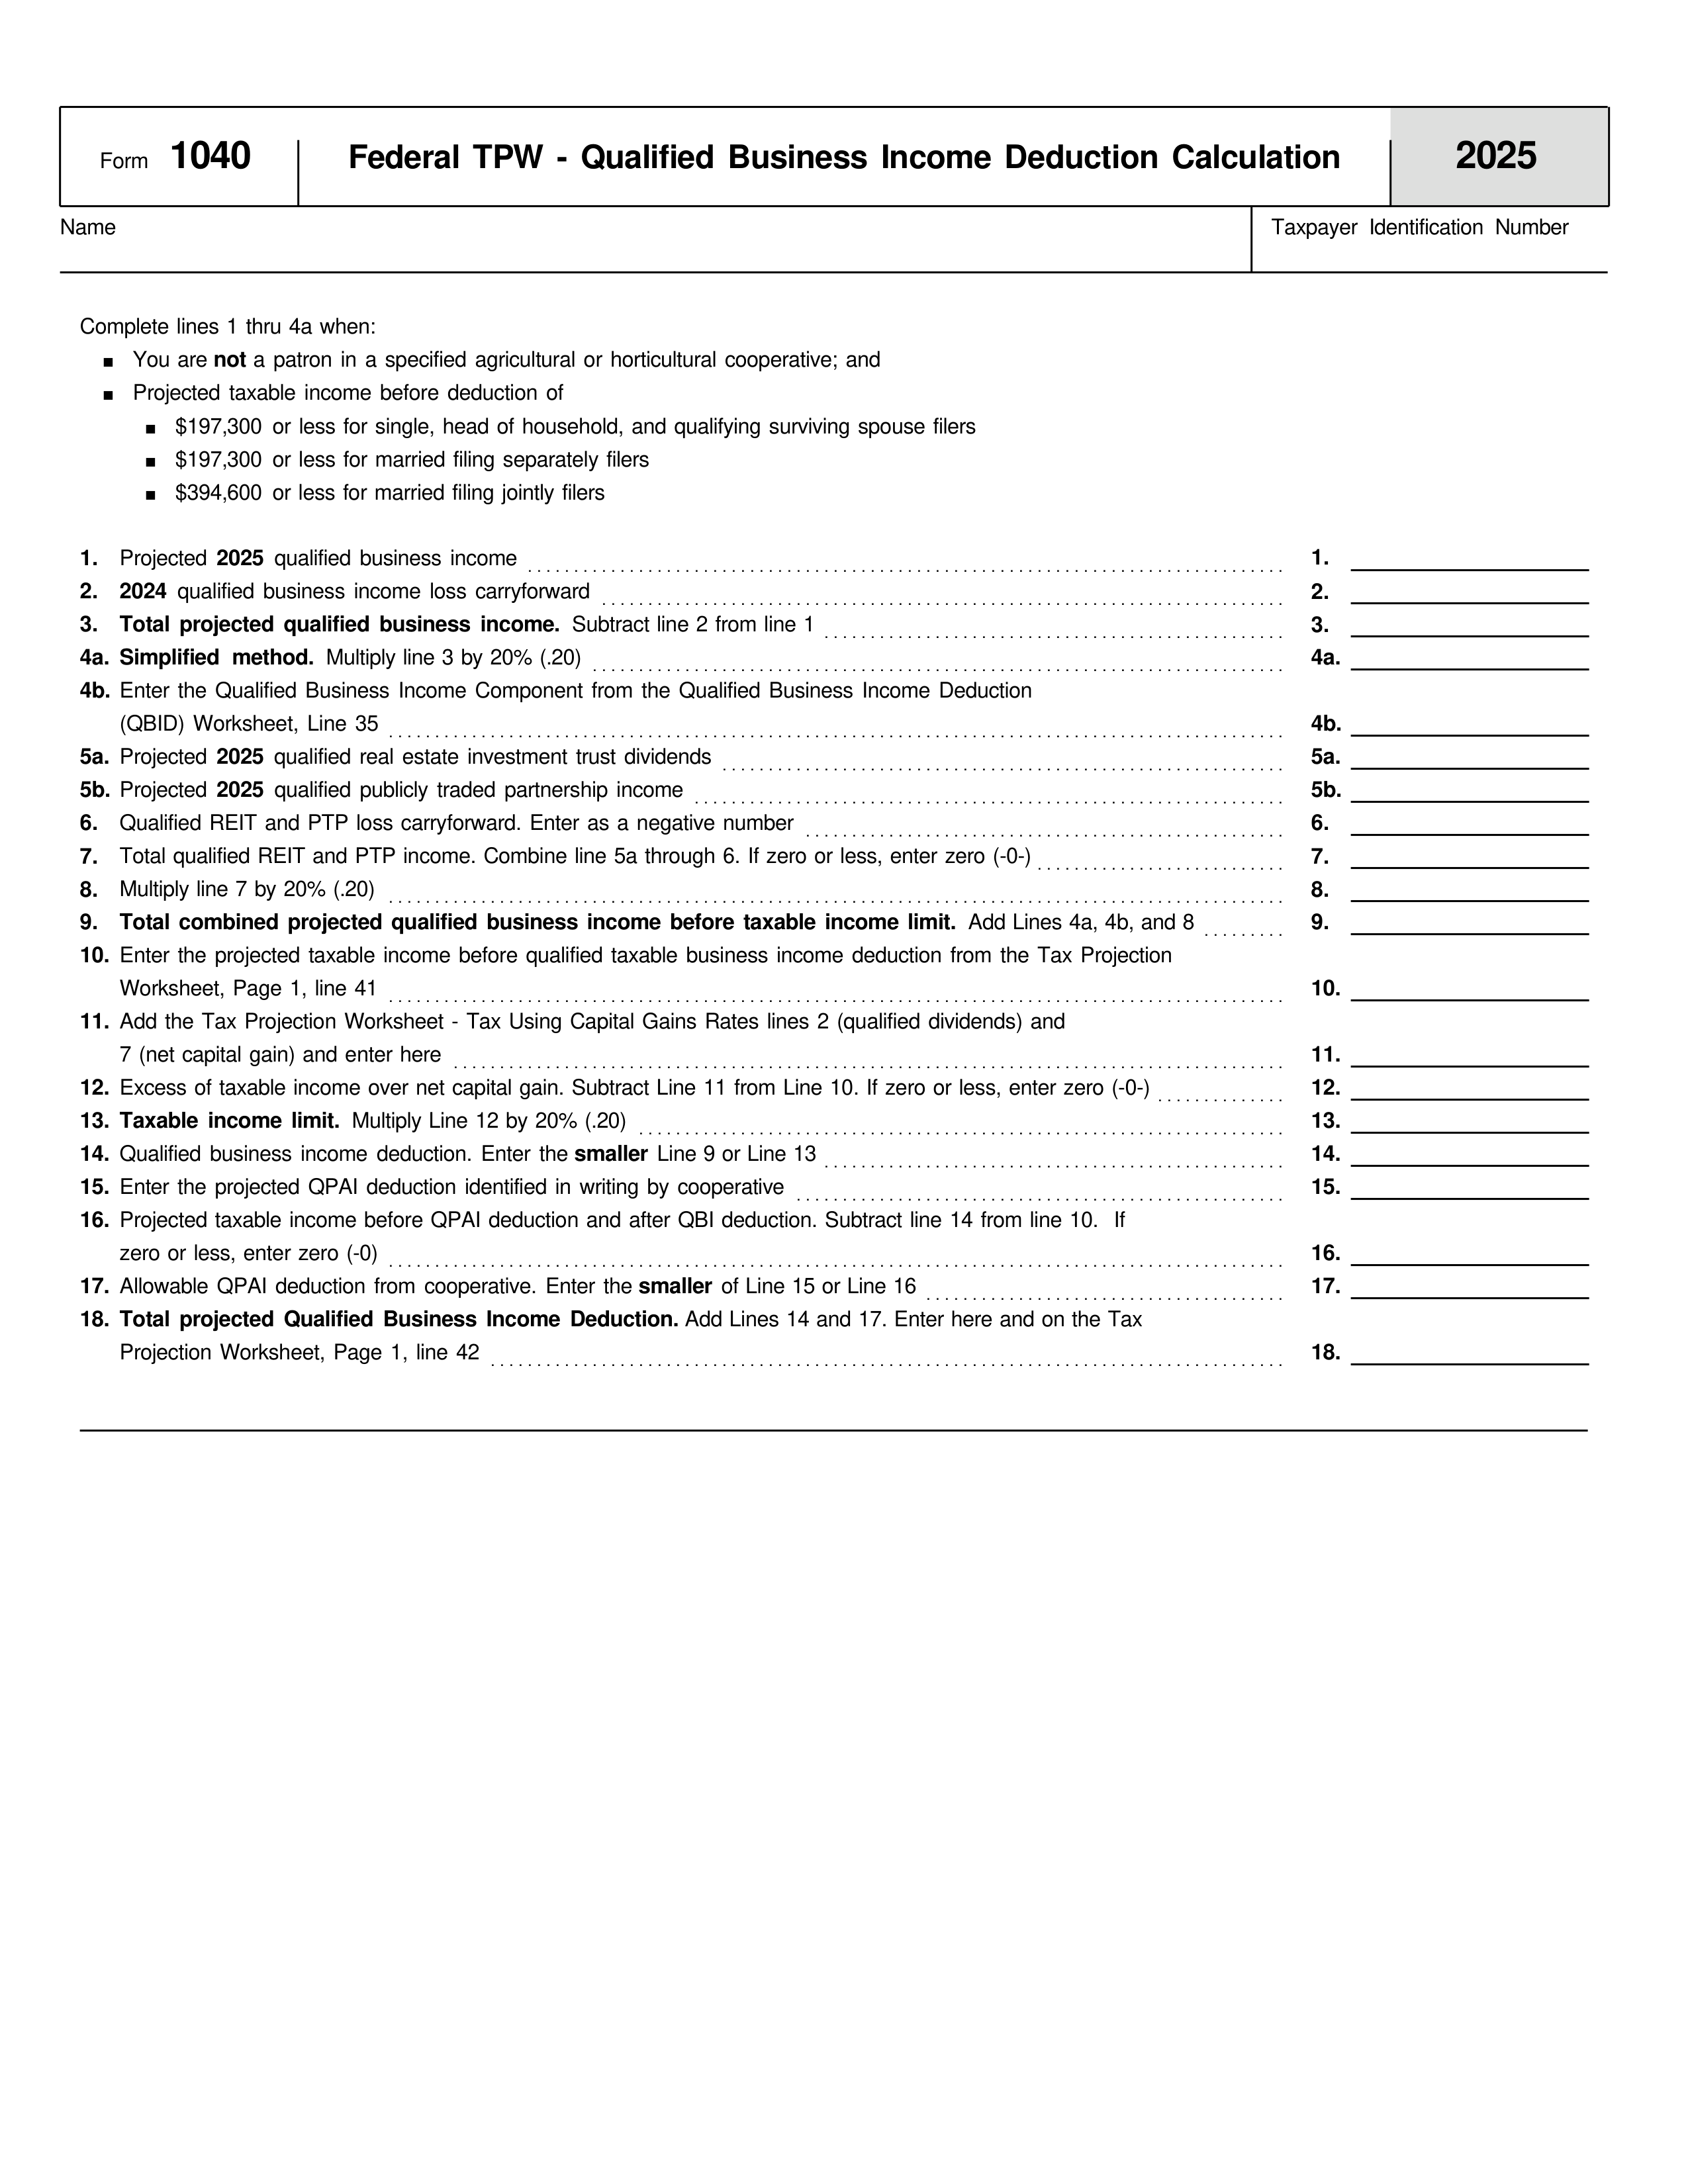 Form 1040 Federal TPW - Qualified Business Income Deduction Calculation 2025
Name Taxpayer Identification Number
Complete lines 1 thru 4a when:
■ You are not a patron in a specified agricultural or horticultural cooperative; and
■ Projected taxable income before deduction of
■ $197,300 or less for single, head of household, and qualifying surviving spouse filers
■ $197,300 or less for married filing separately filers
■ $394,600 or less for married filing jointly filers
1. Projected 2025 qualified business income 1.
2. 2024 qualified business income loss carryforward 2.
3. Total projected qualified business income. Subtract line 2 from line 1 3.
4a. Simplified method. Multiply line 3 by 20% (.20) 4a.
4b. Enter the Qualified Business Income Component from the Qualified Business Income Deduction
(QBID) Worksheet, Line 35 4b.
5a. Projected 2025 qualified real estate investment trust dividends 5a.
5b. Projected 2025 qualified publicly traded partnership income 5b.
6. Qualified REIT and PTP loss carryforward. Enter as a negative number 6.
7. Total qualified REIT and PTP income. Combine line 5a through 6. If zero or less, enter zero (-0-) 7.
8. Multiply line 7 by 20% (.20) 8.
9. Total combined projected qualified business income before taxable income limit. Add Lines 4a, 4b, and 8 9.
10. Enter the projected taxable income before qualified taxable business income deduction from the Tax Projection
Worksheet, Page 1, line 41 10.
11. Add the Tax Projection Worksheet - Tax Using Capital Gains Rates lines 2 (qualified dividends) and
7 (net capital gain) and enter here 11.
12. Excess of taxable income over net capital gain. Subtract Line 11 from Line 10. If zero or less, enter zero (-0-) 12.
13. Taxable income limit. Multiply Line 12 by 20% (.20) 13.
14. Qualified business income deduction. Enter the smaller Line 9 or Line 13 14.
15. Enter the projected QPAI deduction identified in writing by cooperative 15.
16. Projected taxable income before QPAI deduction and after QBI deduction. Subtract line 14 from line 10. If
zero or less, enter zero (-0) 16.
17. Allowable QPAI deduction from cooperative. Enter the smaller of Line 15 or Line 16 17.
18. Total projected Qualified Business Income Deduction. Add Lines 14 and 17. Enter here and on the Tax
Projection Worksheet, Page 1, line 42 18.